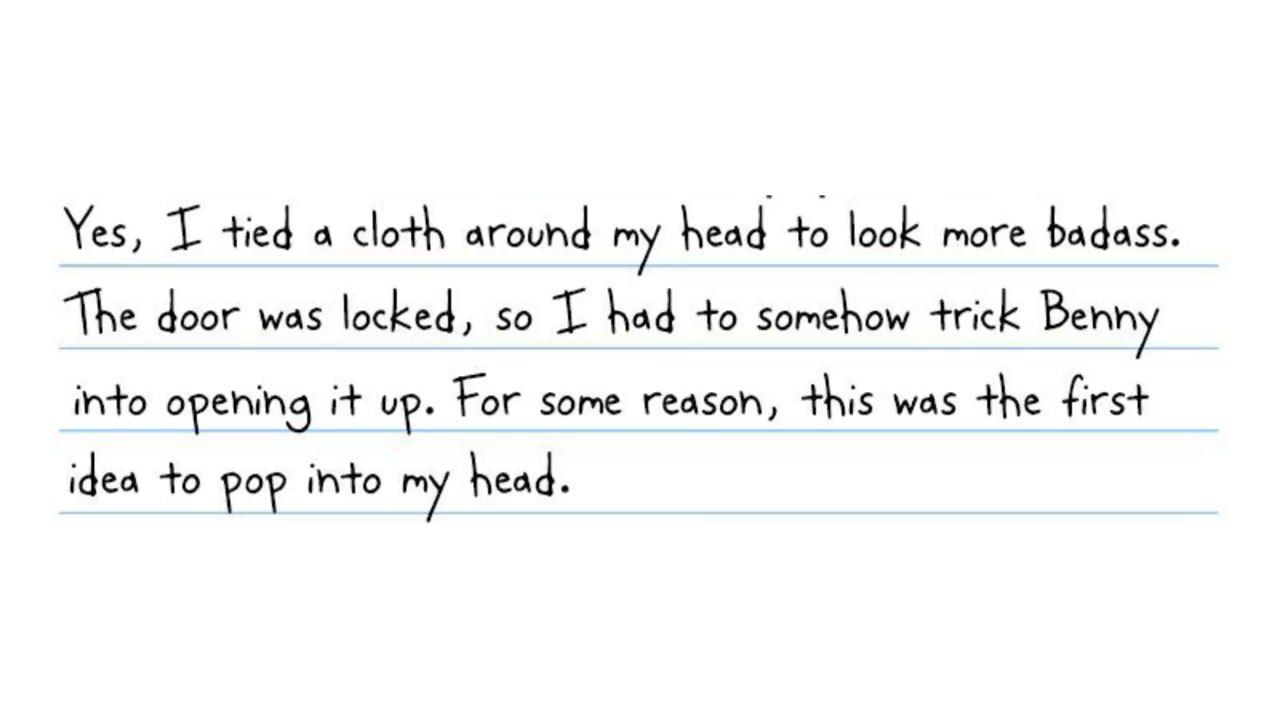 Yes, I tied a cloth around my head to look more badass.
The door was locked, so I had to somehow trick Benny
into opening it up. For some reason, this was the first
idea to pop into my head.